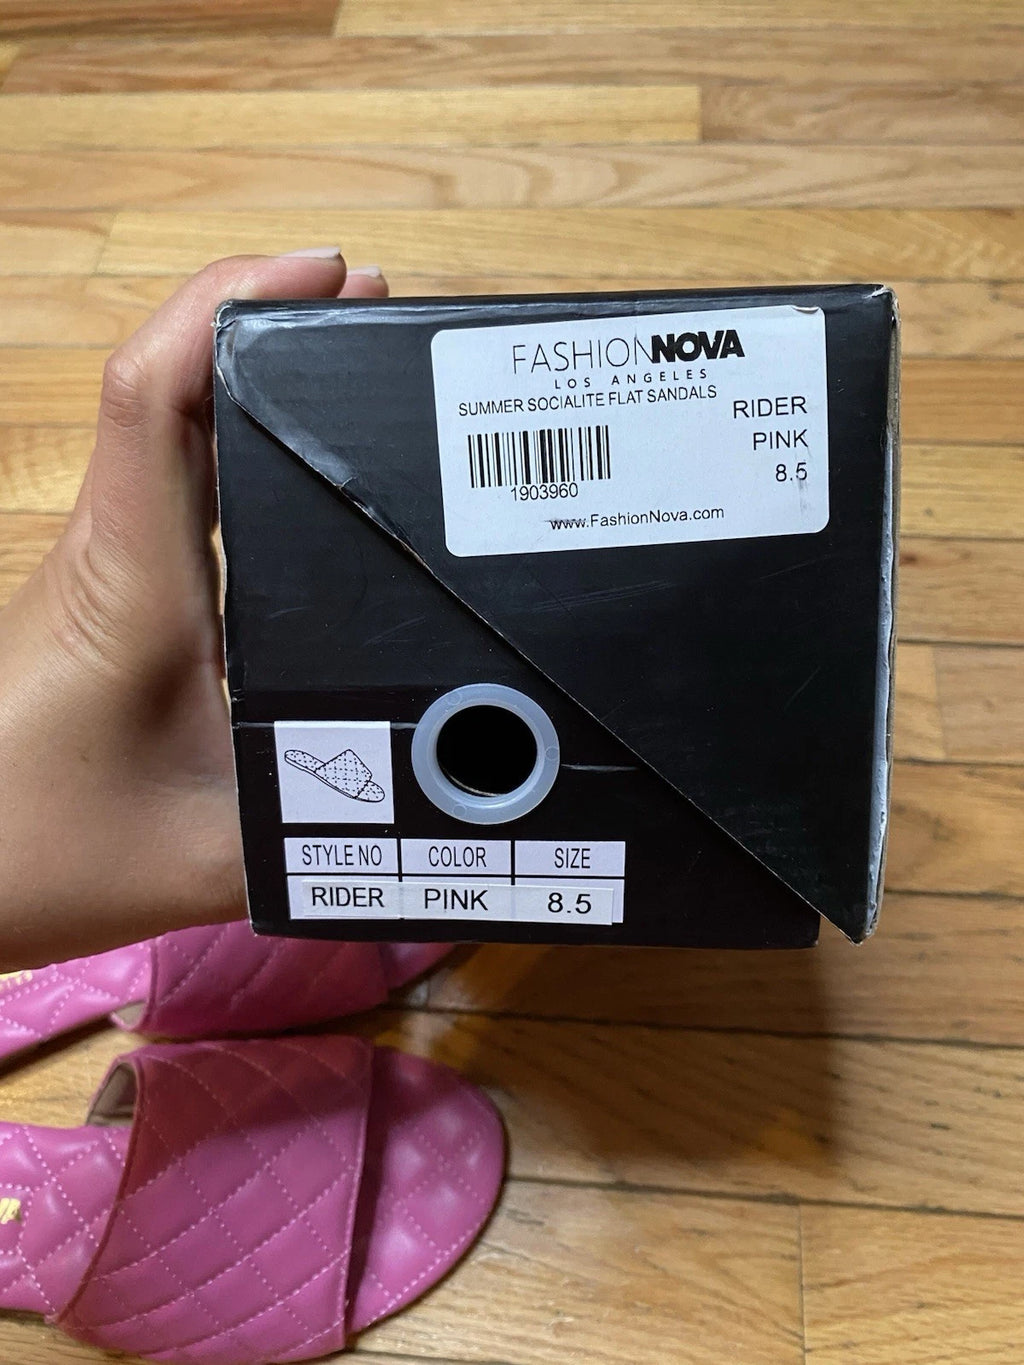 FASHIONNOVA
LOS ANGELES
SUMMER SOCIALITE FLAT SANDALS
RIDER
PINK
8.5
1903960
www.FashionNova.com
STYLE NO COLOR SIZE
RIDER PINK 8.5